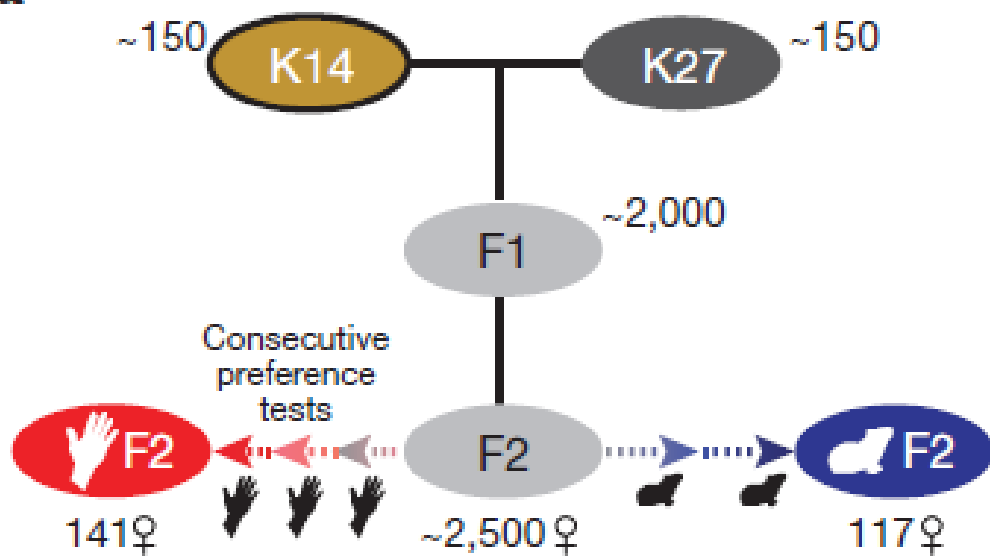 ~150
K14
K27
~150
F1
~2,000
Consecutive
preference
tests
F2
F2
F2
141♀
~2,500♀
117♀